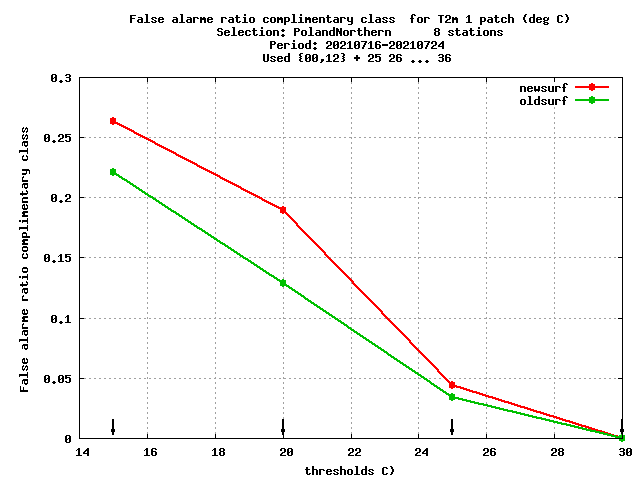 False alarme ratio complimentary class  for T2m 1 patch (deg C)
Selection: PolandNorthern      8 stations
Period: 20210716-20210724
Used {00,12} + 25 26 ... 36
newsurf
oldsurf
0.3
0.25
0.2
0.15
0.1
0.05
0
False alarme ratio complimentary class
14 16 18 20 22 24 26 28 30
thresholds C)